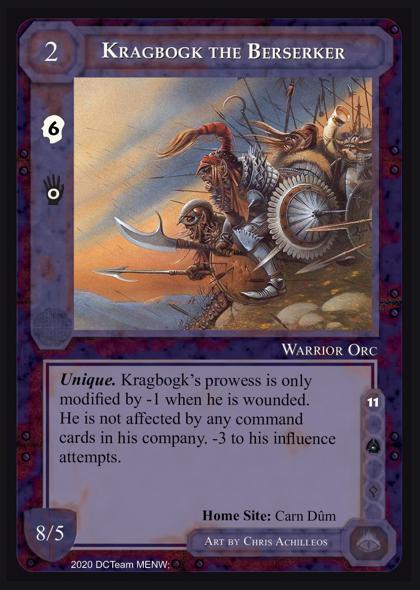 2
Kragbogk the Berserker
6
0
Warrior Orc
Unique. Kragbogk's prowess is only
modified by -1 when he is wounded.
He is not affected by any command
cards in his company. -3 to his influence
attempts.
11
Home Site: Carn Dûm
8/5
Art by Chris Achilleos
2020 DCTeam MENW: